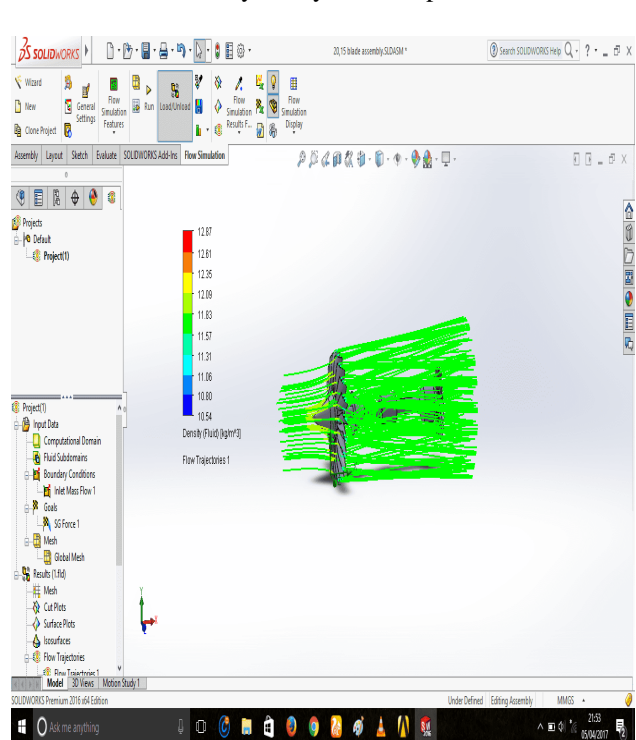 SOLIDWORKS
20,15 blade assembly.SLDASM *
Search SOLIDWORKS Help
Wizard
New
Clone Project
General Settings
Flow Simulation Features
Run
Load/Unload
Flow Simulation Results F...
Flow Simulation Display
Assembly Layout Sketch Evaluate SOLIDWORKS Add-Ins Flow Simulation
Projects
Default
Project(1)
12.87
12.61
12.35
12.09
11.83
11.57
11.31
11.06
10.80
10.54
Density (Fluid) [kg/m^3]
Flow Trajectories 1
Project(1)
Input Data
Computational Domain
Fluid Subdomains
Boundary Conditions
Inlet Mass Flow 1
Goals
SG Force 1
Mesh
Global Mesh
Results (1.fld)
Mesh
Cut Plots
Surface Plots
Isosurfaces
Flow Trajectories
Flow Trajectories 1
Y
X
Model 3D Views Motion Study 1
SOLIDWORKS Premium 2016 x64 Edition
Under Defined Editing Assembly MMGS
Ask me anything
21:53
05/04/2017